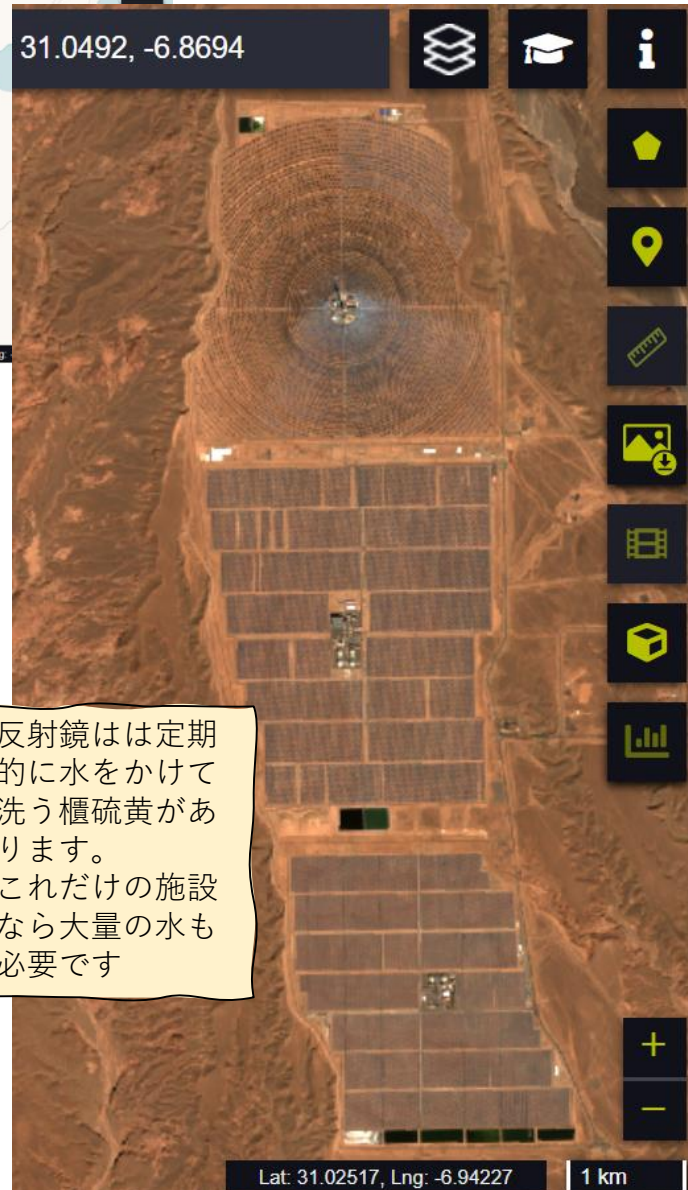 31.0492, -6.8694
g:
反射鏡はは定期
的に水をかけて
洗う櫃硫黄があ
ります。
これだけの施設
なら大量の水も
必要です
Lat: 31.02517, Lng: -6.94227
1 km